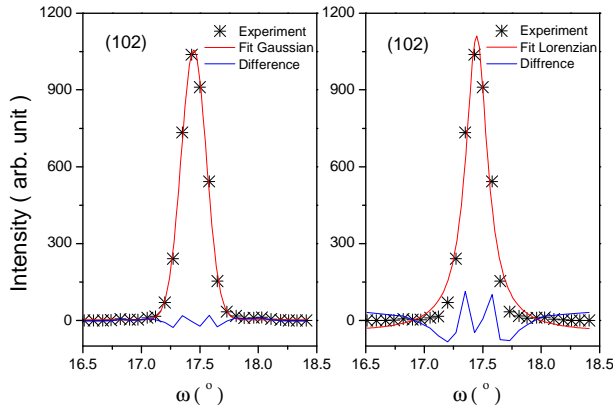 (102)
Experiment
Fit Gaussian
Difference
(102)
Experiment
Fit Lorenzian
Diffrence
Intensity ( arb. unit )
1200
900
600
300
0
1200
900
600
300
0
16.5 17.0 17.5 18.0 18.5
16.5 17.0 17.5 18.0 18.5
ω ( ° )
ω ( ° )